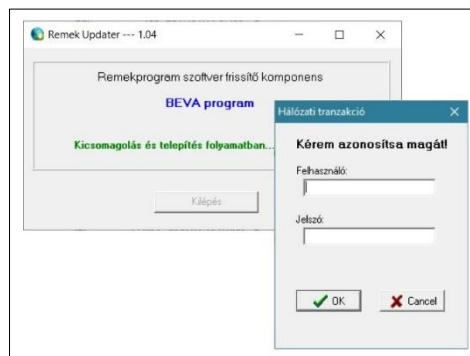 Remek Updater --- 1.04
Remekprogram szoftver frissítő komponens
BEVA program
Kicsomagolás és telepítés folyamatban...
Kilépés
Hálózati tranzakció
Kérem azonosítsa magát!
Felhasználó:
Jelszó:
OK
Cancel